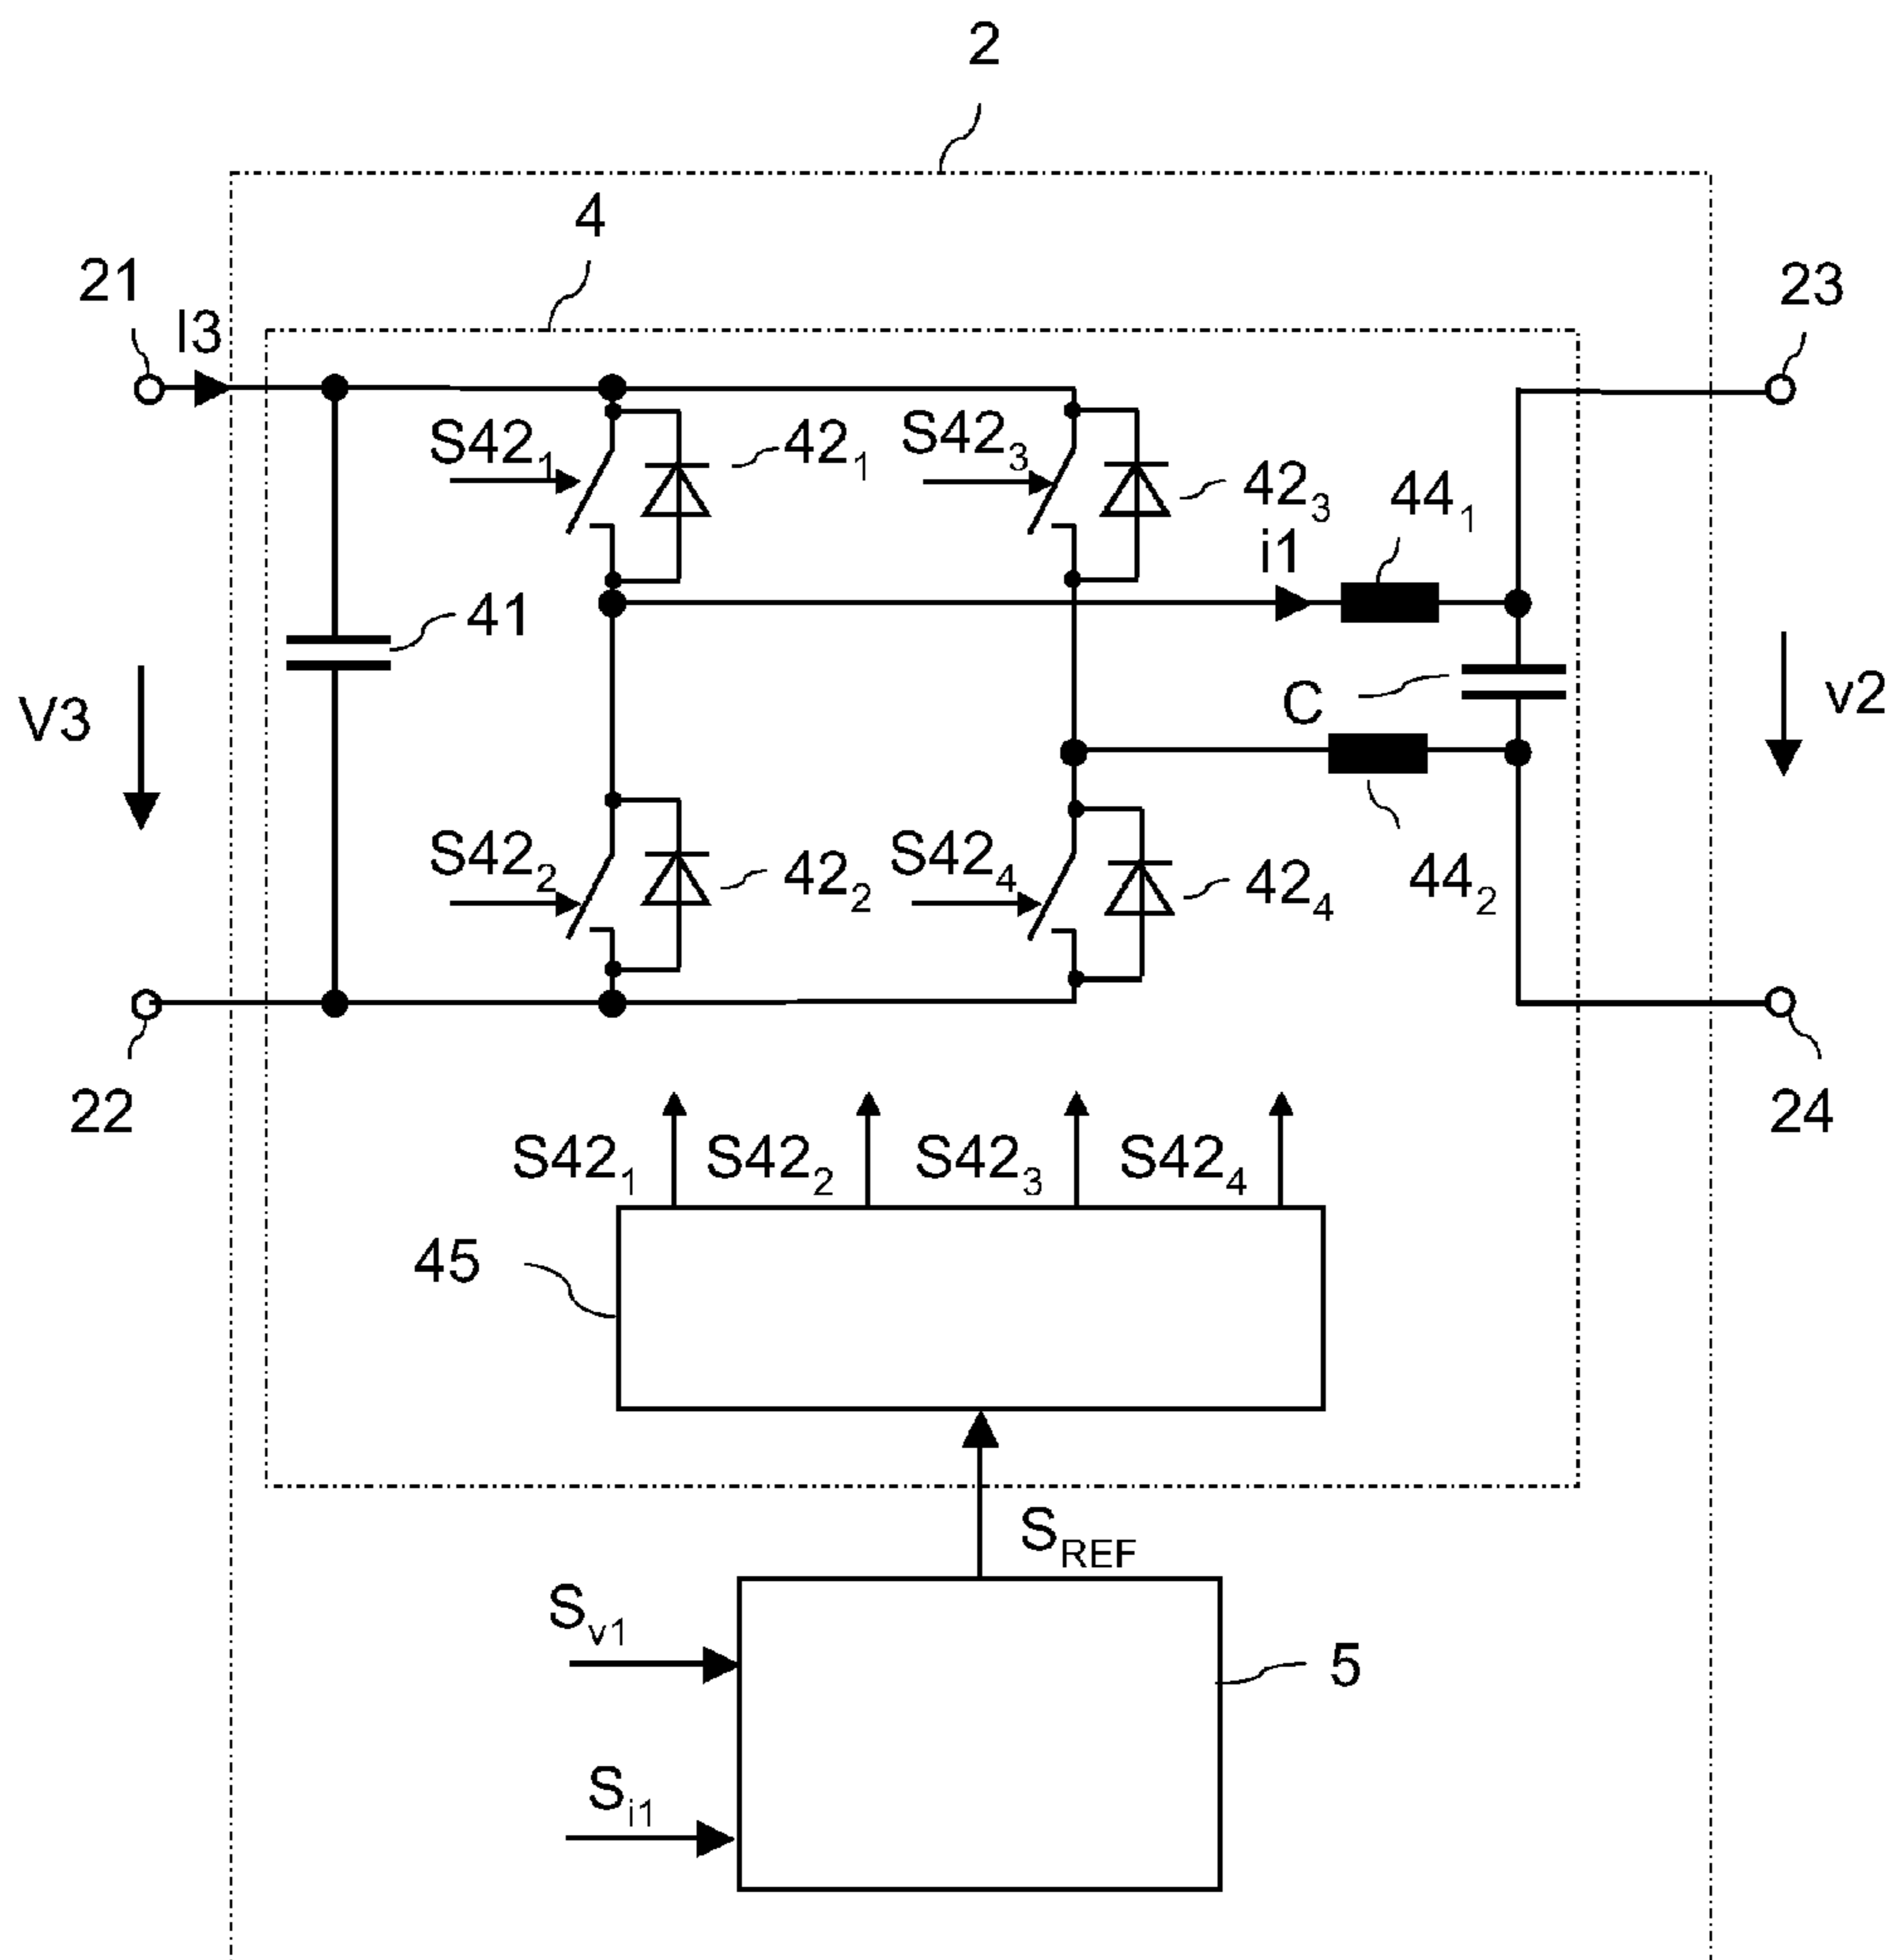 2
4
21
I3
23
S42₁
42₁
S42₃
42₃
44₁
i1
41
V3
C
v2
S42₂
42₂
S42₄
42₄
44₂
22
24
S42₁ S42₂ S42₃ S42₄
45
S_REF
S_v1
5
S_i1